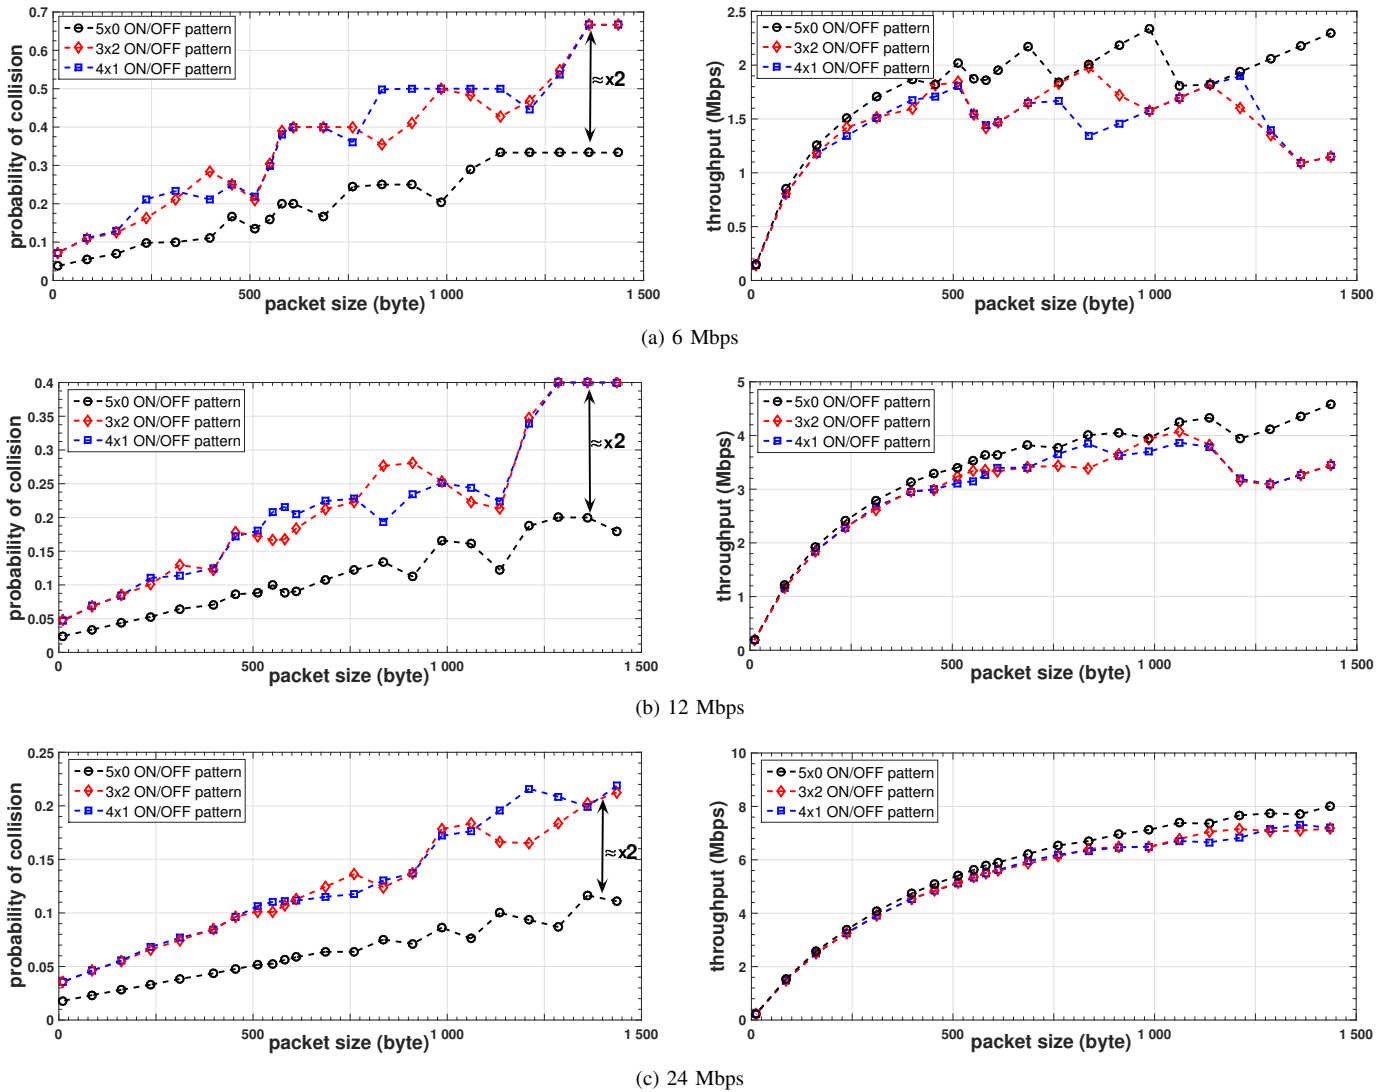 0.7
0.6
0.5
0.4
0.3
0.2
0.1
0
probability of collision
5x0 ON/OFF pattern
3x2 ON/OFF pattern
4x1 ON/OFF pattern
≈x2
0 500 1 000 1 500
packet size (byte)
2.5
2
1.5
1
0.5
0
throughput (Mbps)
5x0 ON/OFF pattern
3x2 ON/OFF pattern
4x1 ON/OFF pattern
0 500 1 000 1 500
packet size (byte)
(a) 6 Mbps
0.4
0.35
0.3
0.25
0.2
0.15
0.1
0.05
0
probability of collision
5x0 ON/OFF pattern
3x2 ON/OFF pattern
4x1 ON/OFF pattern
≈x2
0 500 1 000 1 500
packet size (byte)
5
4
3
2
1
0
throughput (Mbps)
5x0 ON/OFF pattern
3x2 ON/OFF pattern
4x1 ON/OFF pattern
0 500 1 000 1 500
packet size (byte)
(b) 12 Mbps
0.25
0.2
0.15
0.1
0.05
0
probability of collision
5x0 ON/OFF pattern
3x2 ON/OFF pattern
4x1 ON/OFF pattern
≈x2
0 500 1 000 1 500
packet size (byte)
10
8
6
4
2
0
throughput (Mbps)
5x0 ON/OFF pattern
3x2 ON/OFF pattern
4x1 ON/OFF pattern
0 500 1 000 1 500
packet size (byte)
(c) 24 Mbps